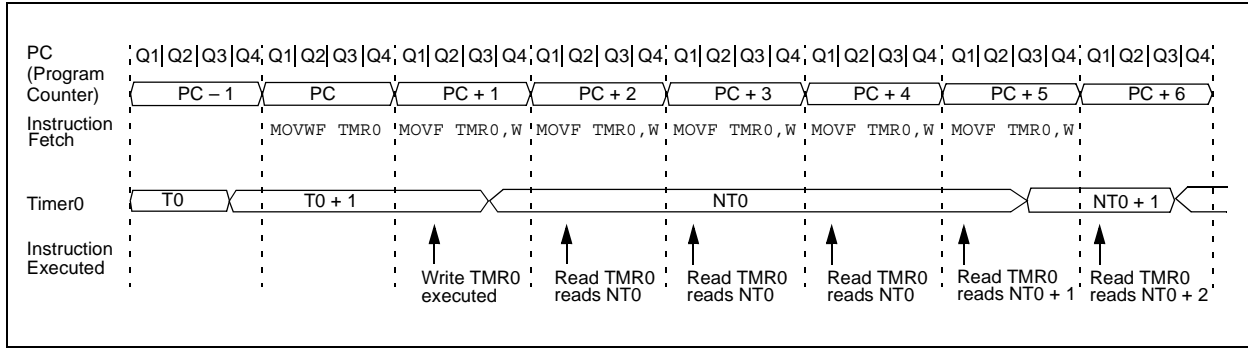 PC (Program Counter)
Q1 Q2 Q3 Q4 Q1 Q2 Q3 Q4 Q1 Q2 Q3 Q4 Q1 Q2 Q3 Q4 Q1 Q2 Q3 Q4 Q1 Q2 Q3 Q4 Q1 Q2 Q3 Q4 Q1 Q2 Q3 Q4
PC – 1 PC PC + 1 PC + 2 PC + 3 PC + 4 PC + 5 PC + 6
Instruction Fetch
MOVWF TMR0 MOVF TMR0,W MOVF TMR0,W MOVF TMR0,W MOVF TMR0,W MOVF TMR0,W
Timer0
T0 T0 + 1 NT0 NT0 + 1
Instruction Executed
Write TMR0 executed
Read TMR0 reads NT0
Read TMR0 reads NT0
Read TMR0 reads NT0
Read TMR0 reads NT0 + 1
Read TMR0 reads NT0 + 2